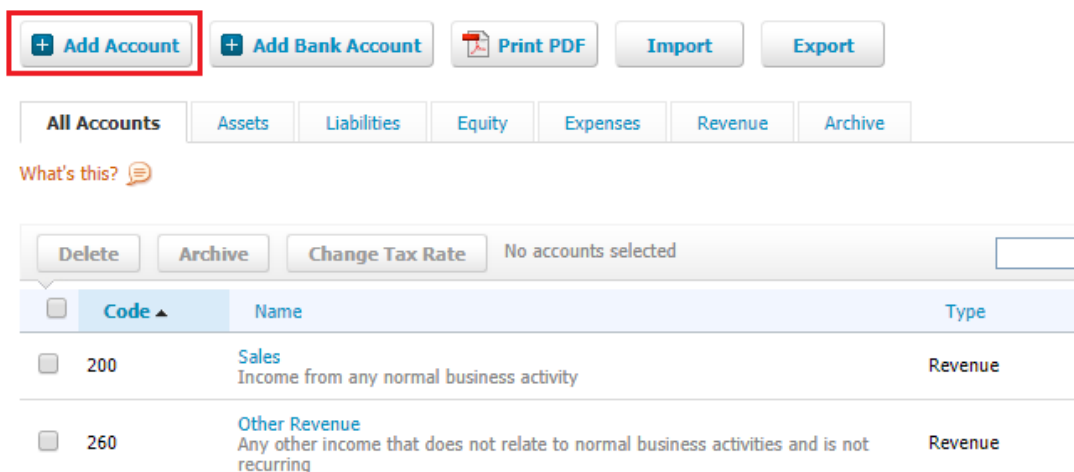 Add Account Add Bank Account Print PDF Import Export
All Accounts Assets Liabilities Equity Expenses Revenue Archive
What's this?
Delete Archive Change Tax Rate No accounts selected
Code Name Type
200 Sales Revenue
Income from any normal business activity
260 Other Revenue Revenue
Any other income that does not relate to normal business activities and is not
recurring